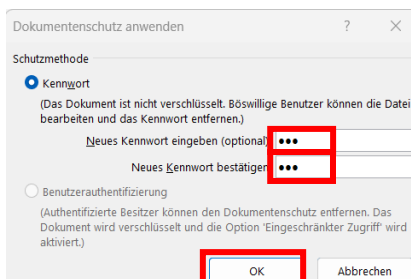 Dokumentenschutz anwenden ? ×
Schutzmethode
Kennwort
(Das Dokument ist nicht verschlüsselt. Böswillige Benutzer können die Datei
bearbeiten und das Kennwort entfernen.)
Neues Kennwort eingeben (optional) •••
Neues Kennwort bestätigen •••
Benutzerauthentifizierung
(Authentifizierte Besitzer können den Dokumentenschutz entfernen. Das
Dokument wird verschlüsselt und die Option 'Eingeschränkter Zugriff' wird
aktiviert.)
OK Abbrechen